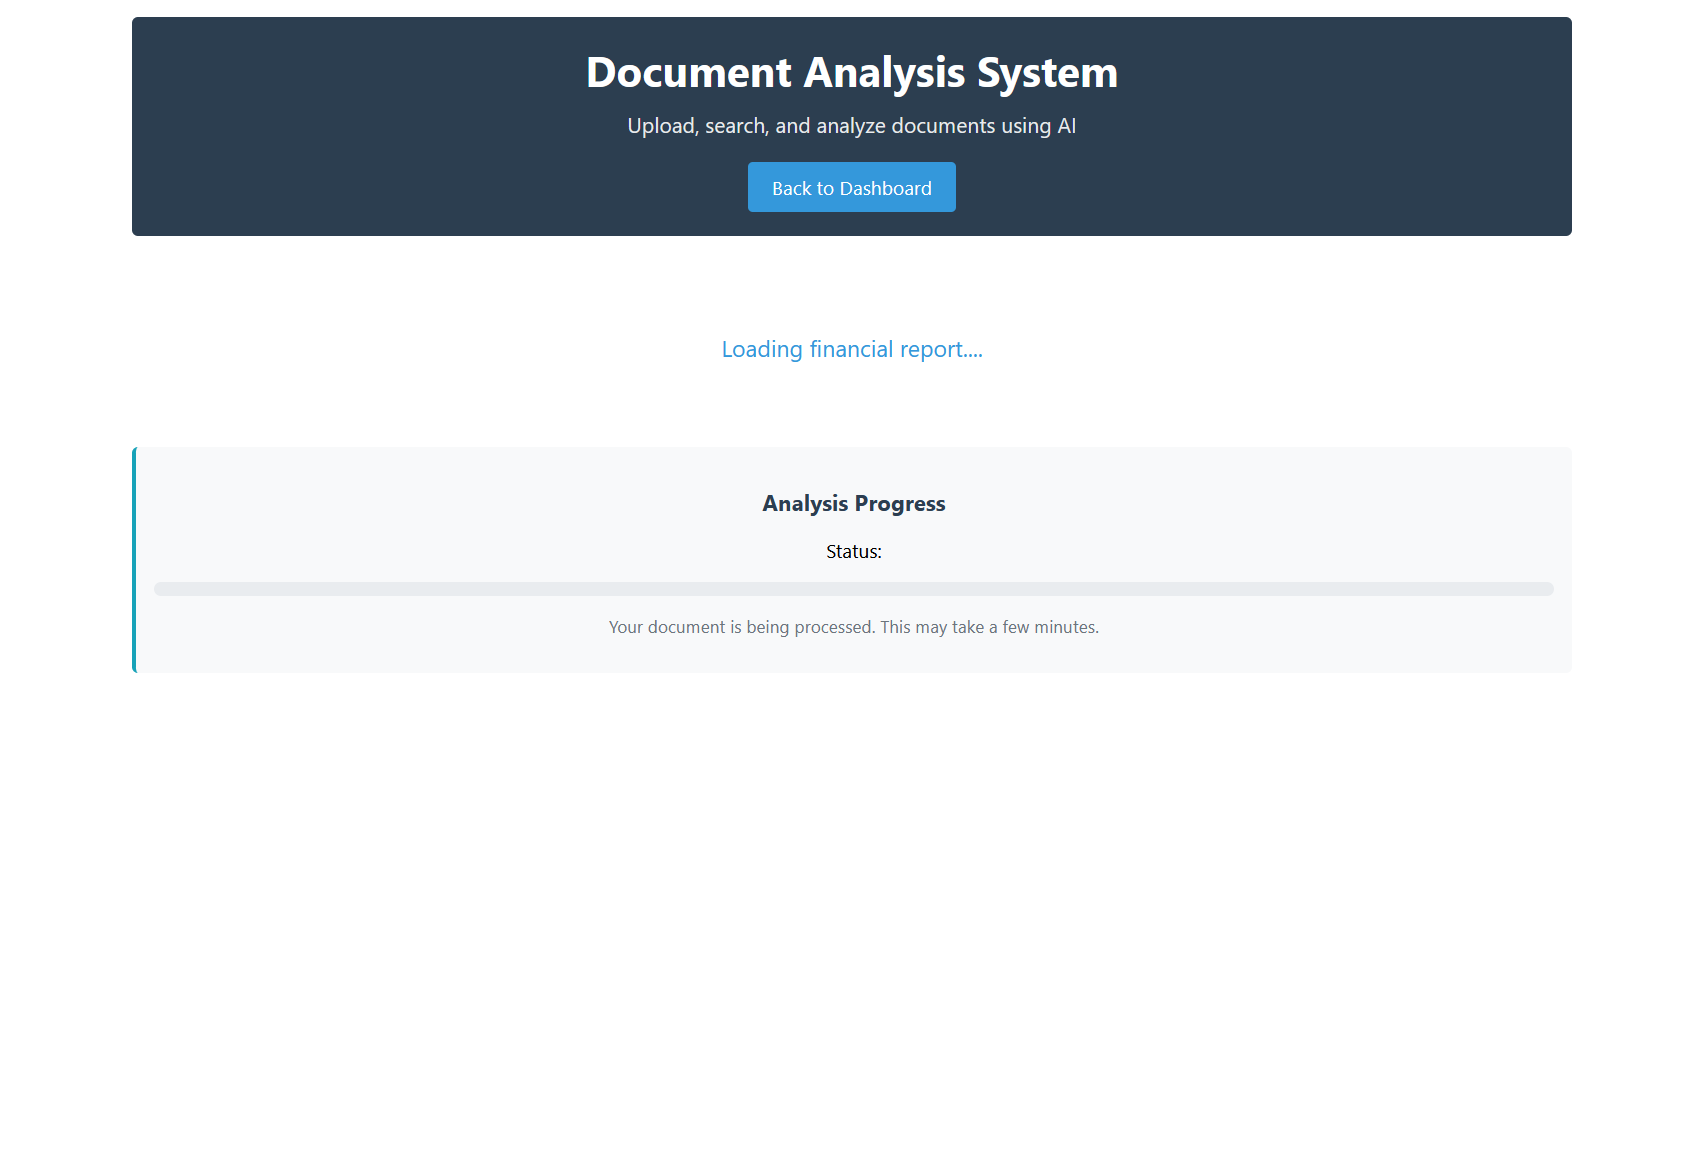 Document Analysis System
Upload, search, and analyze documents using AI
Back to Dashboard
Loading financial report....
Analysis Progress
Status:
Your document is being processed. This may take a few minutes.